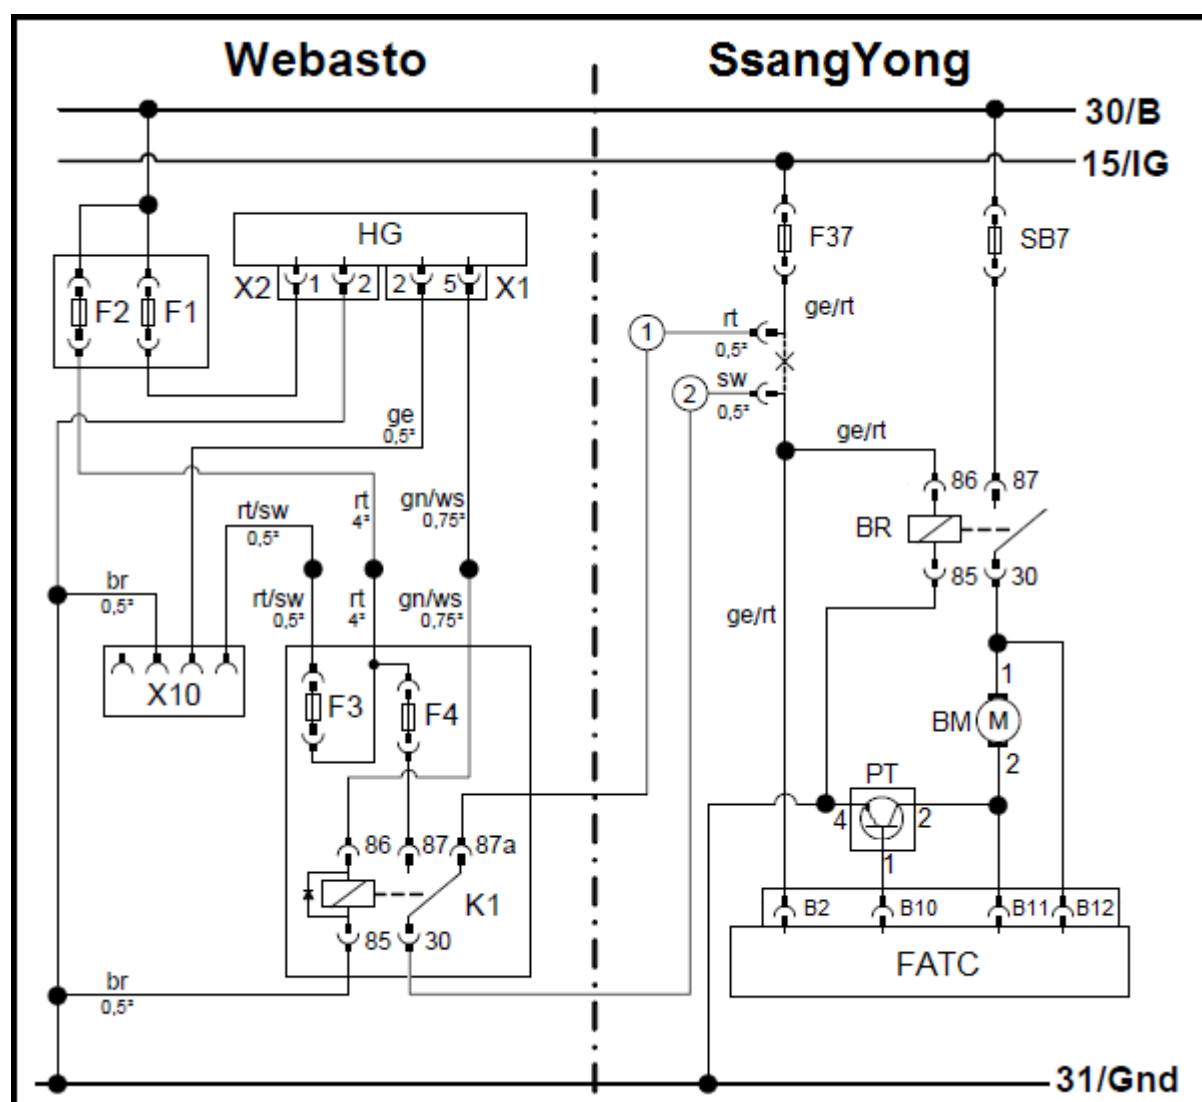 Webasto SsangYong
30/B
15/IG
HG
F37 SB7
X2 1 2 2 5 X1
F2 F1
ge/rt
1 rt
0,5²
2 sw
0,5²
ge
0,5²
ge/rt
rt/sw
0,5²
rt
4²
gn/ws
0,75²
86 87
BR
85 30
br
0,5²
rt/sw
0,5²
rt
4²
gn/ws
0,75²
ge/rt
X10
F3 F4
1
BM M
2
PT
4 2
1
86 87 87a
K1
85 30
B2 B10 B11 B12
FATC
br
0,5²
31/Gnd